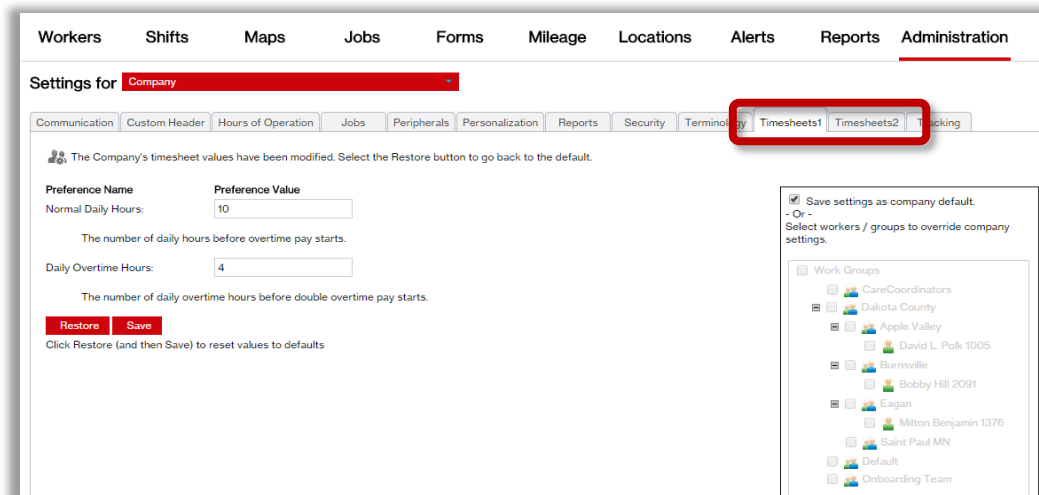 Workers Shifts Maps Jobs Forms Mileage Locations Alerts Reports Administration
Settings for Company
Communication Custom Header Hours of Operation Jobs Peripherals Personalization Reports Security Terminology Timesheets1 Timesheets2 Tracking
The Company's timesheet values have been modified. Select the Restore button to go back to the default.
Preference Name Preference Value
Normal Daily Hours: 10
The number of daily hours before overtime pay starts.
Daily Overtime Hours: 4
The number of daily overtime hours before double overtime pay starts.
Restore Save
Click Restore (and then Save) to reset values to defaults
Save settings as company default.
- Or -
Select workers / groups to override company
settings.
Work Groups
CareCoordinators
Dakota County
Apple Valley
David L. Polk 1005
Burnsville
Bobby Hill 2091
Eagan
Milton Benjamin 1376
Saint Paul MN
Default
Onboarding Team